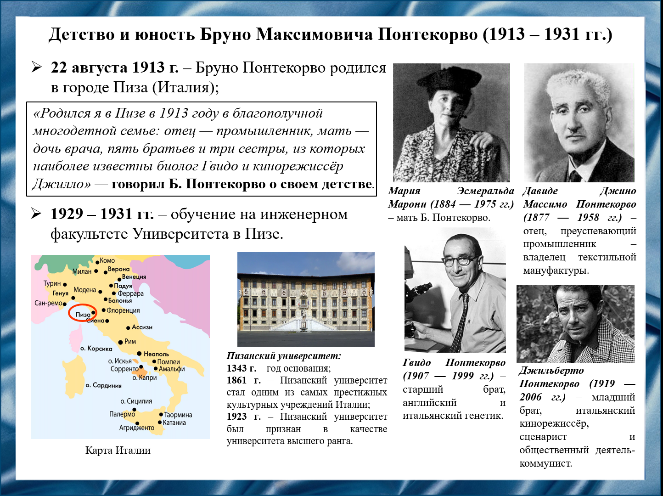 Детство и юность Бруно Максимовича Понтекорво (1913 – 1931 гг.)
➢ 22 августа 1913 г. – Бруно Понтекорво родился
в городе Пиза (Италия);
«Родился я в Пизе в 1913 году в благополучной
многодетной семье: отец — промышленник, мать —
дочь врача, пять братьев и три сестры, из которых
наиболее известны биолог Гвидо и кинорежиссёр
Джилло» — говорил Б. Понтекорво о своем детстве.
➢ 1929 – 1931 гг. – обучение на инженерном
факультете Университета в Пизе.
Мария Эсмеральда
Марони (1884 — 1975 гг.)
– мать Б. Понтекорво.
Давиде Джино
Массимо Понтекорво
(1877 — 1958 гг.) –
отец, преуспевающий
промышленник –
владелец текстильной
мануфактуры.
Комо
Милан
Верона
Венеция
Турин
Падуя
Генуя
Модена
Феррара
Болонья
Сан-ремо
Пиза
Флоренция
Сиена
Ассизи
о. Корсика
Рим
Неаполь
о. Искья
Помпеи
Сорренто
Амальфи
о. Капри
о. Сардиния
о. Сицилия
Палермо
Таормина
Катания
Агридженто
Карта Италии
Пизанский университет:
1343 г. год основания;
1861 г. Пизанский университет
стал одним из самых престижных
культурных учреждений Италии;
1923 г. – Пизанский университет
был признан в качестве
университета высшего ранга.
Гвидо Понтекорво
(1907 — 1999 гг.) –
старший брат,
английский и
итальянский генетик.
Джильберто
Понтекорво (1919 —
2006 гг.) младший
брат, итальянский
кинорежиссёр,
сценарист и
общественный деятель-
коммунист.